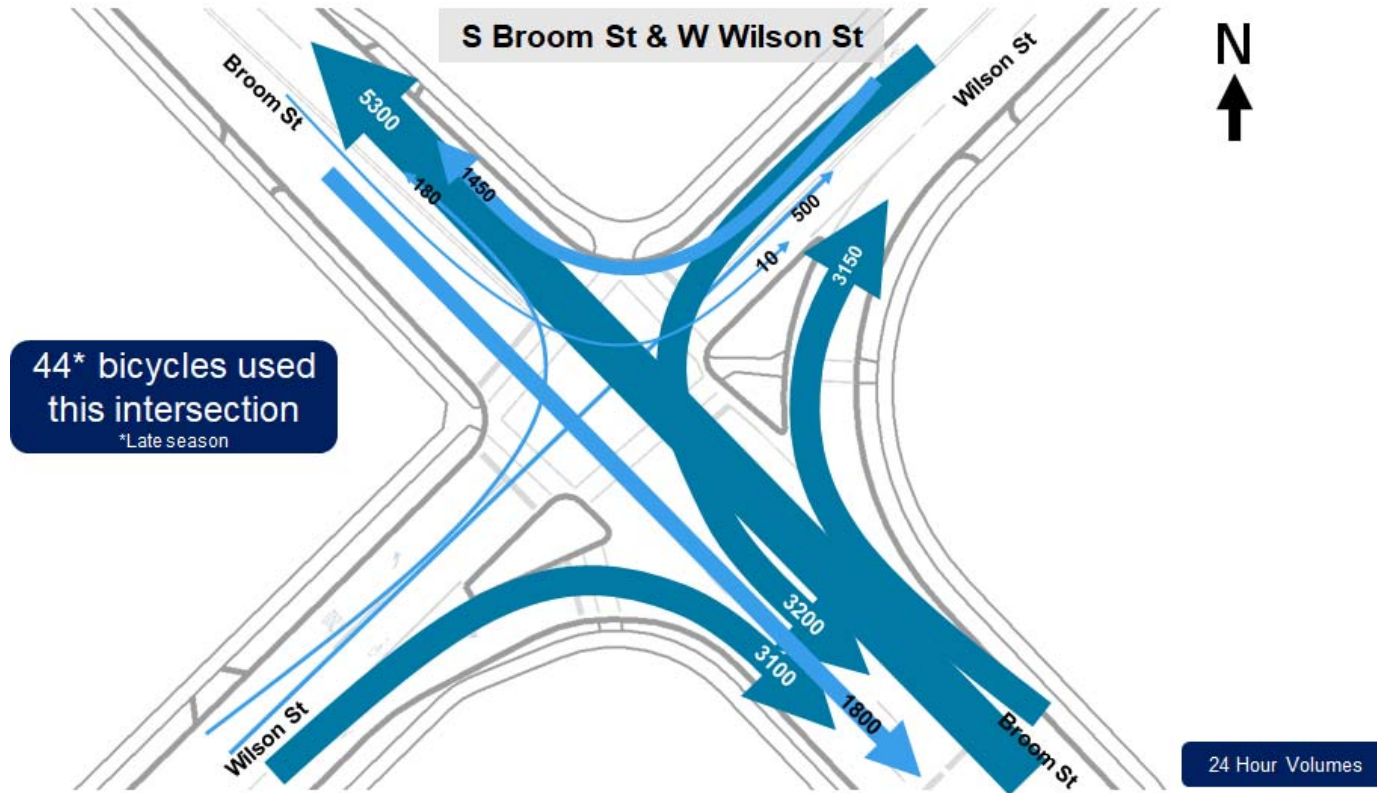 S Broom St & W Wilson St
N
Broom St
Wilson St
5300
1450
180
500
10
3150
44* bicycles used
this intersection
*Late season
3200
3100
1800
Wilson St
Broom St
24 Hour Volumes